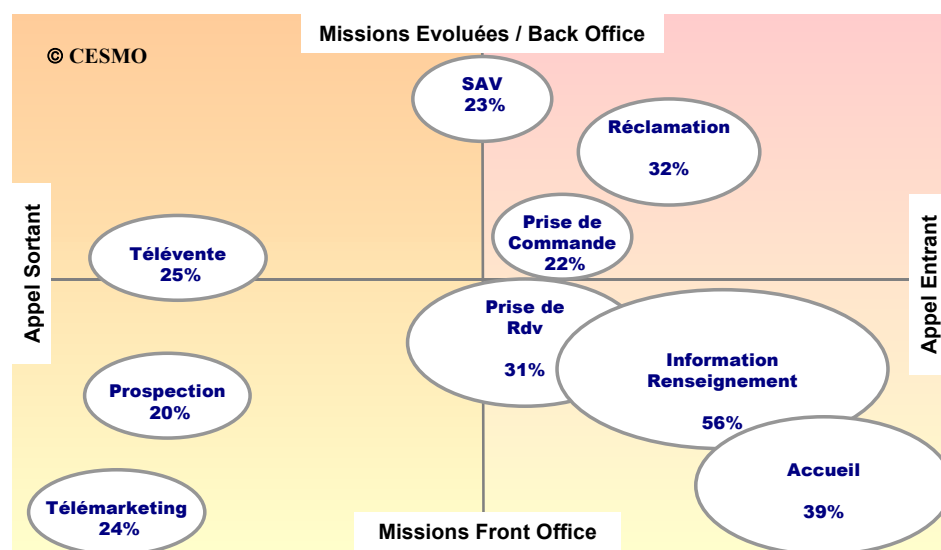 Missions Evoluées / Back Office
© CESMO
SAV
23%
Réclamation
32%
Prise de
Commande
22%
Appel Sortant
Télévente
25%
Appel Entrant
Prise de
Rdv
31%
Information
Renseignement
56%
Prospection
20%
Accueil
39%
Télémarketing
24%
Missions Front Office